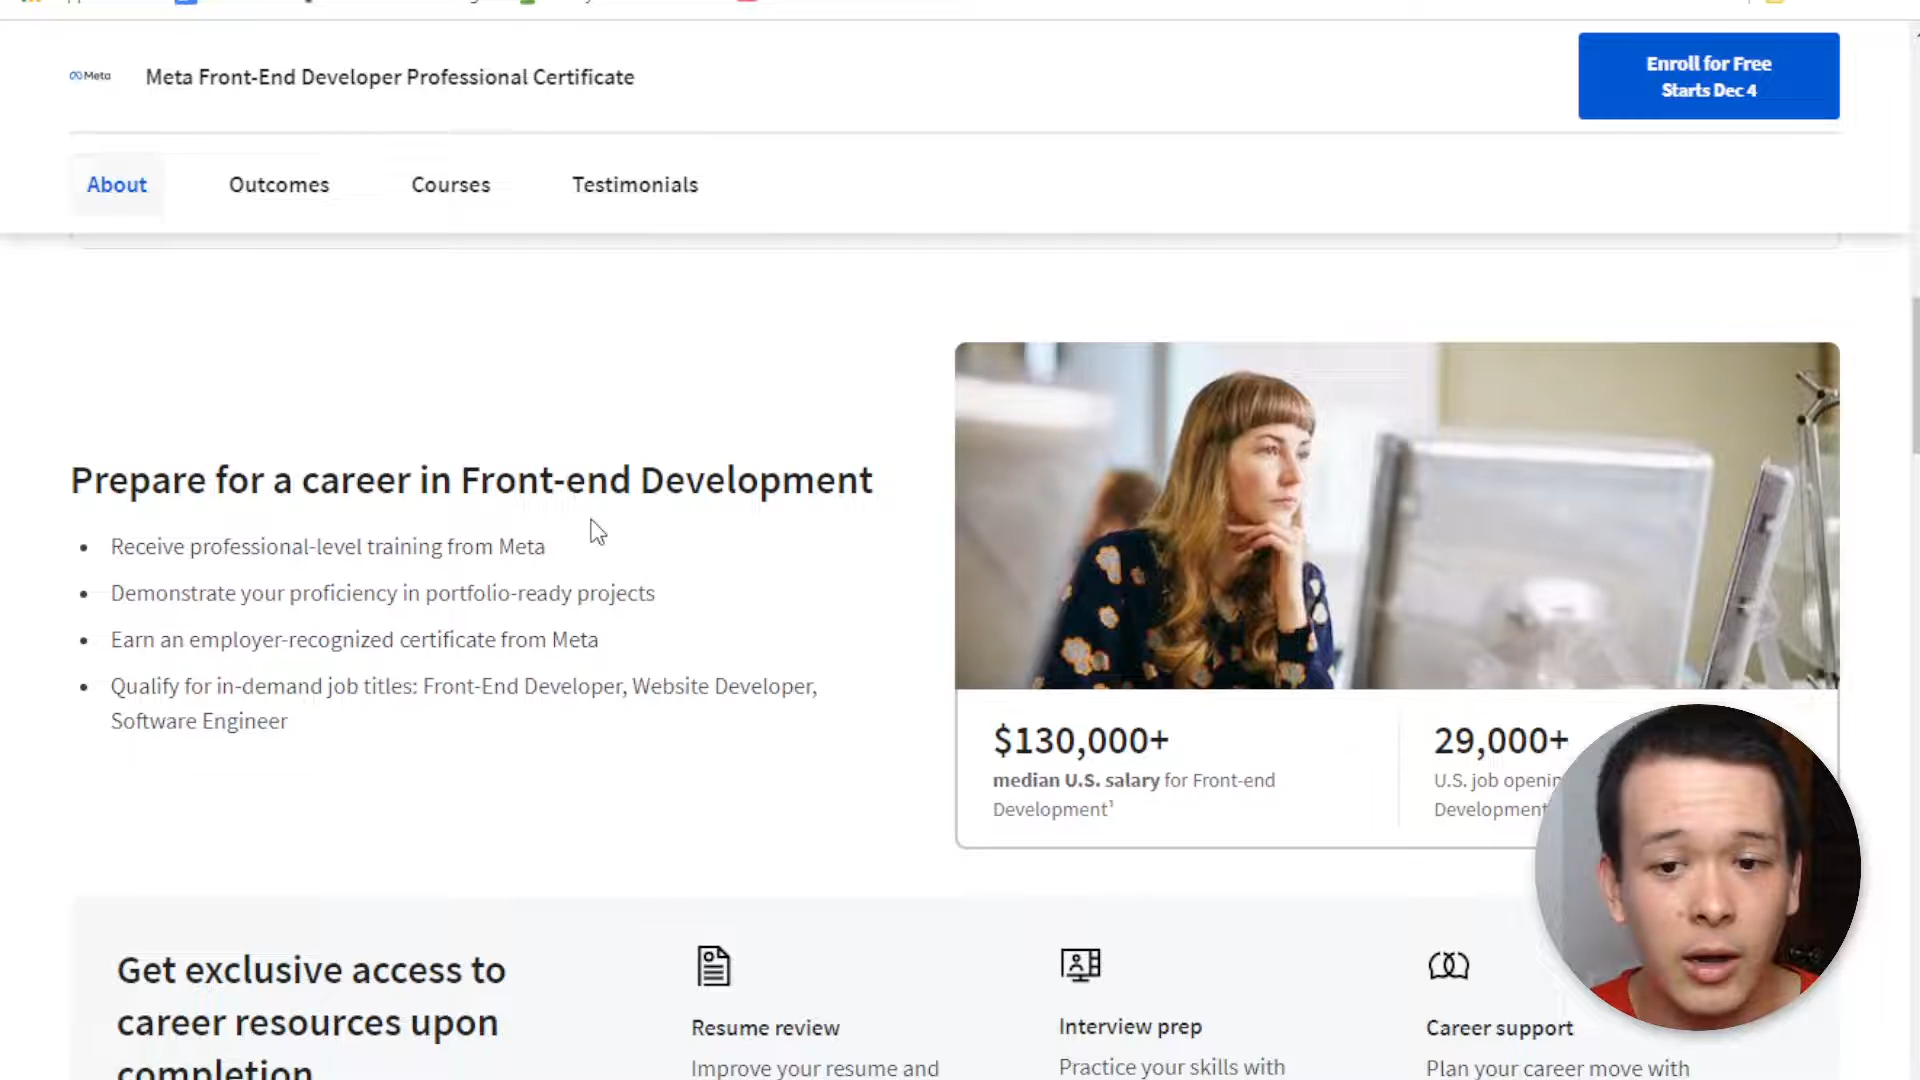 Meta
Meta Front-End Developer Professional Certificate
Enroll for Free
Starts Dec 4
About
Outcomes
Courses
Testimonials
Prepare for a career in Front-end Development
Receive professional-level training from Meta
Demonstrate your proficiency in portfolio-ready projects
Earn an employer-recognized certificate from Meta
Qualify for in-demand job titles: Front-End Developer, Website Developer,
Software Engineer
$130,000+
median U.S. salary for Front-end
Development¹
29,000+
U.S. job
Development
Get exclusive access to
career resources upon
completion
Resume review
Improve your resume and
Interview prep
Practice your skills with
Career support
Plan your career move with